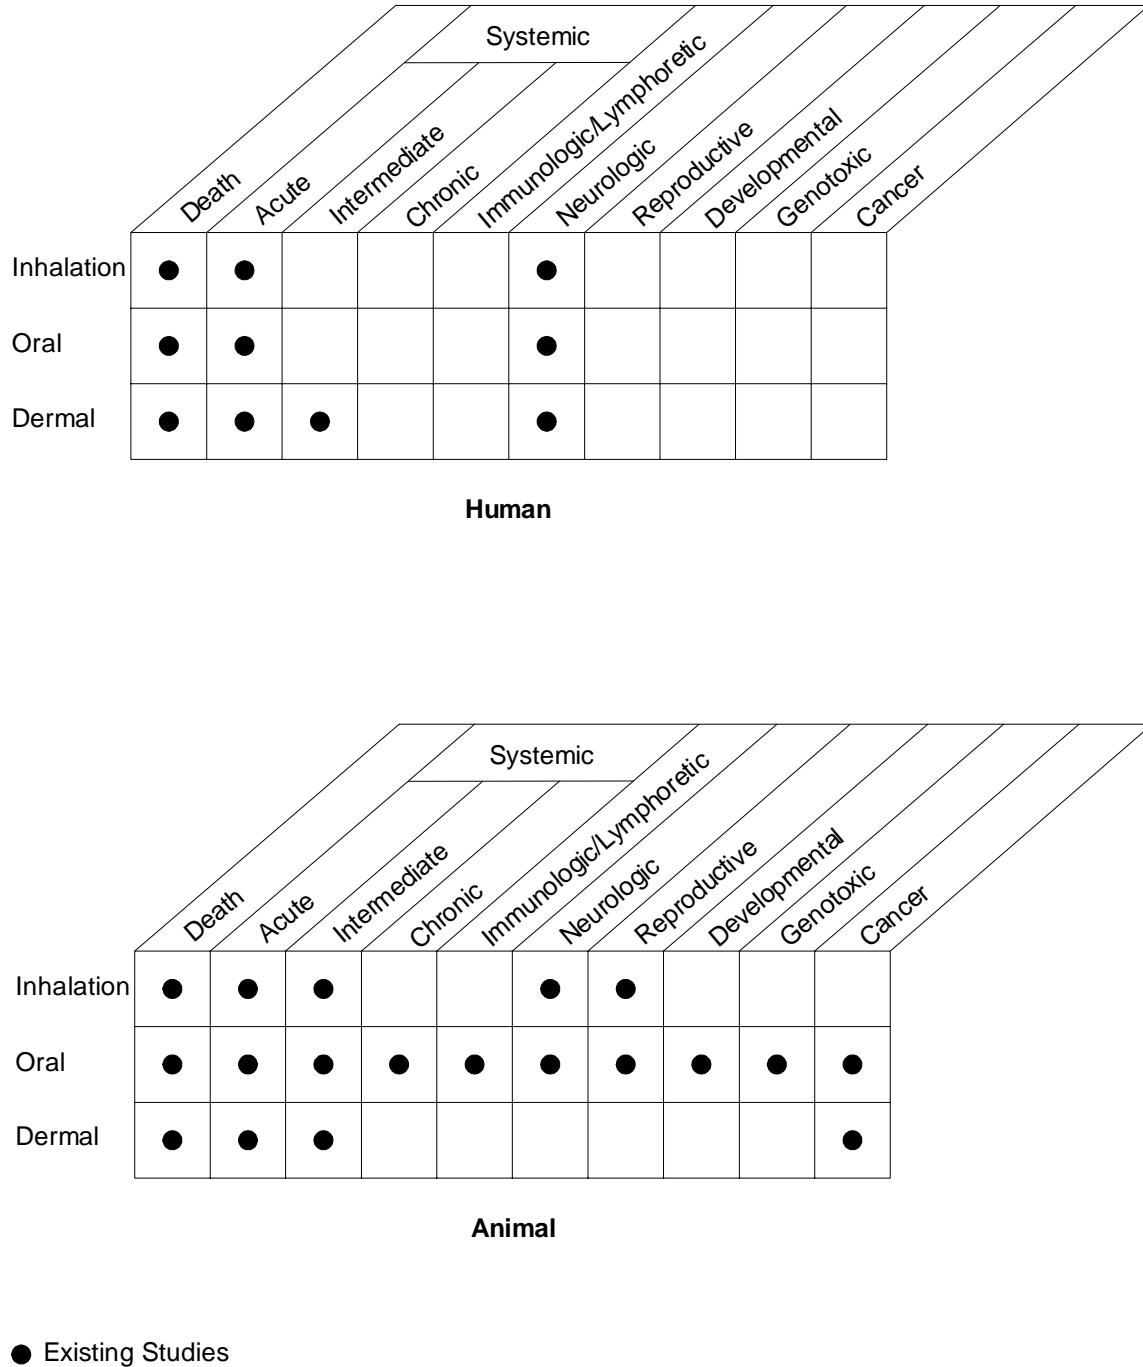 Systemic
Death
Acute
Intermediate
Chronic
Immunologic/Lymphoretic
Neurologic
Reproductive
Developmental
Genotoxic
Cancer
Inhalation
Oral
Dermal
Human
Systemic
Death
Acute
Intermediate
Chronic
Immunologic/Lymphoretic
Neurologic
Reproductive
Developmental
Genotoxic
Cancer
Inhalation
Oral
Dermal
Animal
● Existing Studies